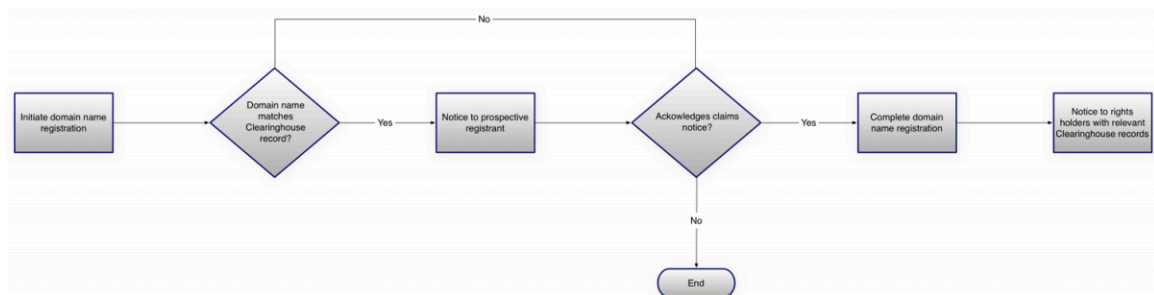 No
Initiate domain name
registration
Domain name
matches
Clearinghouse
record?
Yes
Notice to prospective
registrant
Ackowledges claims
notice?
Yes
Complete domain
name registration
Notice to rights
holders with relevant
Clearinghouse records
No
End